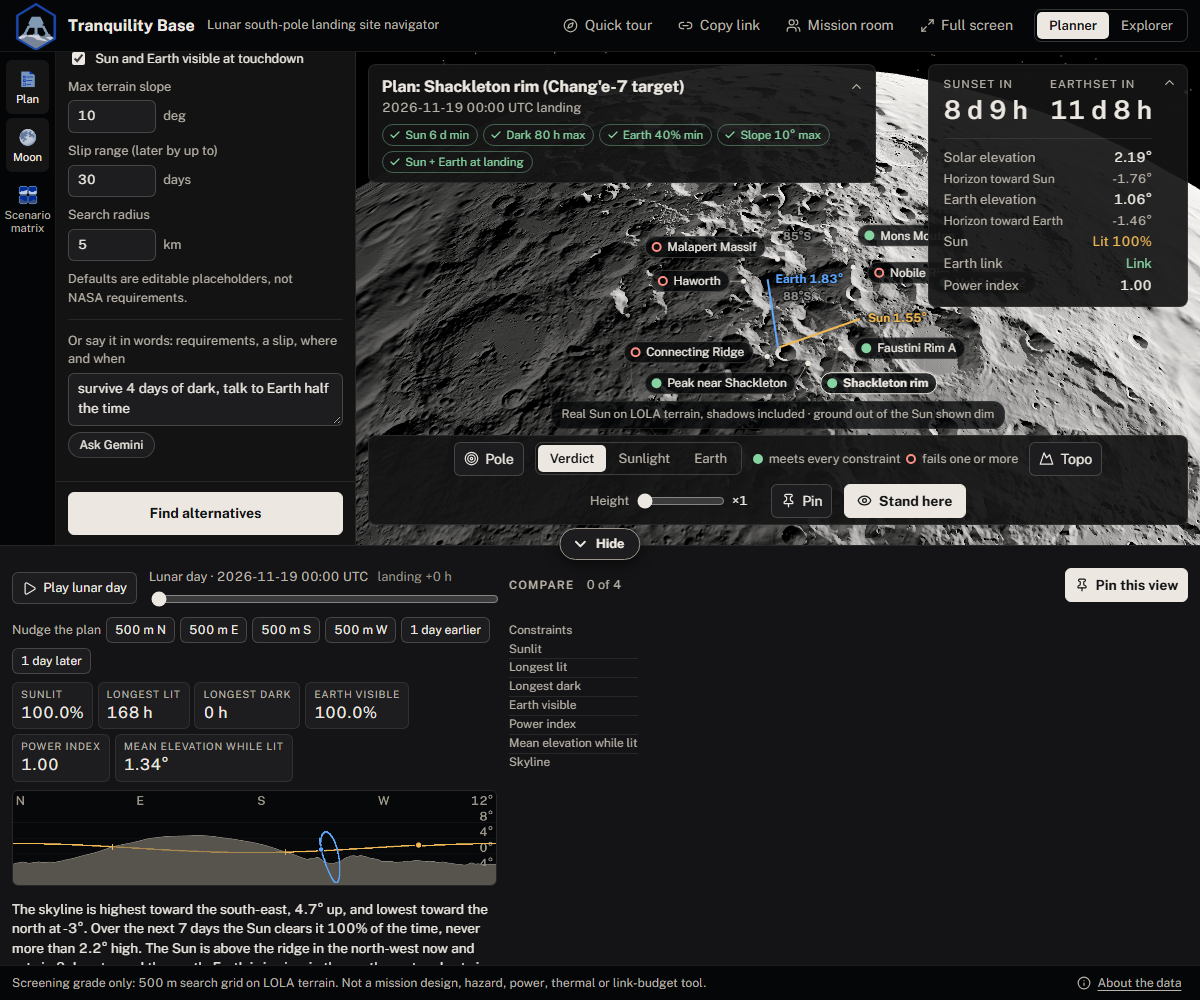 Tranquility Base
Lunar south-pole landing site navigator
Quick tour
Copy link
Mission room
Full screen
Planner
Explorer
Plan
Moon
Scenario
matrix
Sun and Earth visible at touchdown
Max terrain slope
10 deg
Slip range (later by up to)
30 days
Search radius
5 km
Defaults are editable placeholders, not
NASA requirements.
Or say it in words: requirements, a slip, where
and when
survive 4 days of dark, talk to Earth half
the time
Ask Gemini
Find alternatives
Plan: Shackleton rim (Chang'e-7 target)
2026-11-19 00:00 UTC landing
Sun 6 d min
Dark 80 h max
Earth 40% min
Slope 10° max
Sun + Earth at landing
SUNSET IN
8 d 9 h
EARTHSET IN
11 d 8 h
Solar elevation 2.19°
Horizon toward Sun -1.76°
Earth elevation 1.06°
Horizon toward Earth -1.46°
Sun Lit 100%
Earth link Link
Power index 1.00
85°S
Malapert Massif
Mons Mou
Haworth
Earth 1.83°
Nobile
88°S
Sun 1.55°
Connecting Ridge
Faustini Rim A
Peak near Shackleton
Shackleton rim
Real Sun on LOLA terrain, shadows included · ground out of the Sun shown dim
Pole
Verdict
Sunlight
Earth
meets every constraint
fails one or more
Topo
Height
×1
Pin
Stand here
Hide
Play lunar day
Lunar day · 2026-11-19 00:00 UTC landing +0 h
Nudge the plan
500 m N
500 m E
500 m S
500 m W
1 day earlier
1 day later
SUNLIT
100.0%
LONGEST LIT
168 h
LONGEST DARK
0 h
EARTH VISIBLE
100.0%
POWER INDEX
1.00
MEAN ELEVATION WHILE LIT
1.34°
N E S W
12°
8°
4°
0°
4°
The skyline is highest toward the south-east, 4.7° up, and lowest toward the
north at -3°. Over the next 7 days the Sun clears it 100% of the time, never
more than 2.2° high. The Sun is above the ridge in the north-west now and
COMPARE 0 of 4
Pin this view
Constraints
Sunlit
Longest lit
Longest dark
Earth visible
Power index
Mean elevation while lit
Skyline
Screening grade only: 500 m search grid on LOLA terrain. Not a mission design, hazard, power, thermal or link-budget tool.
About the data